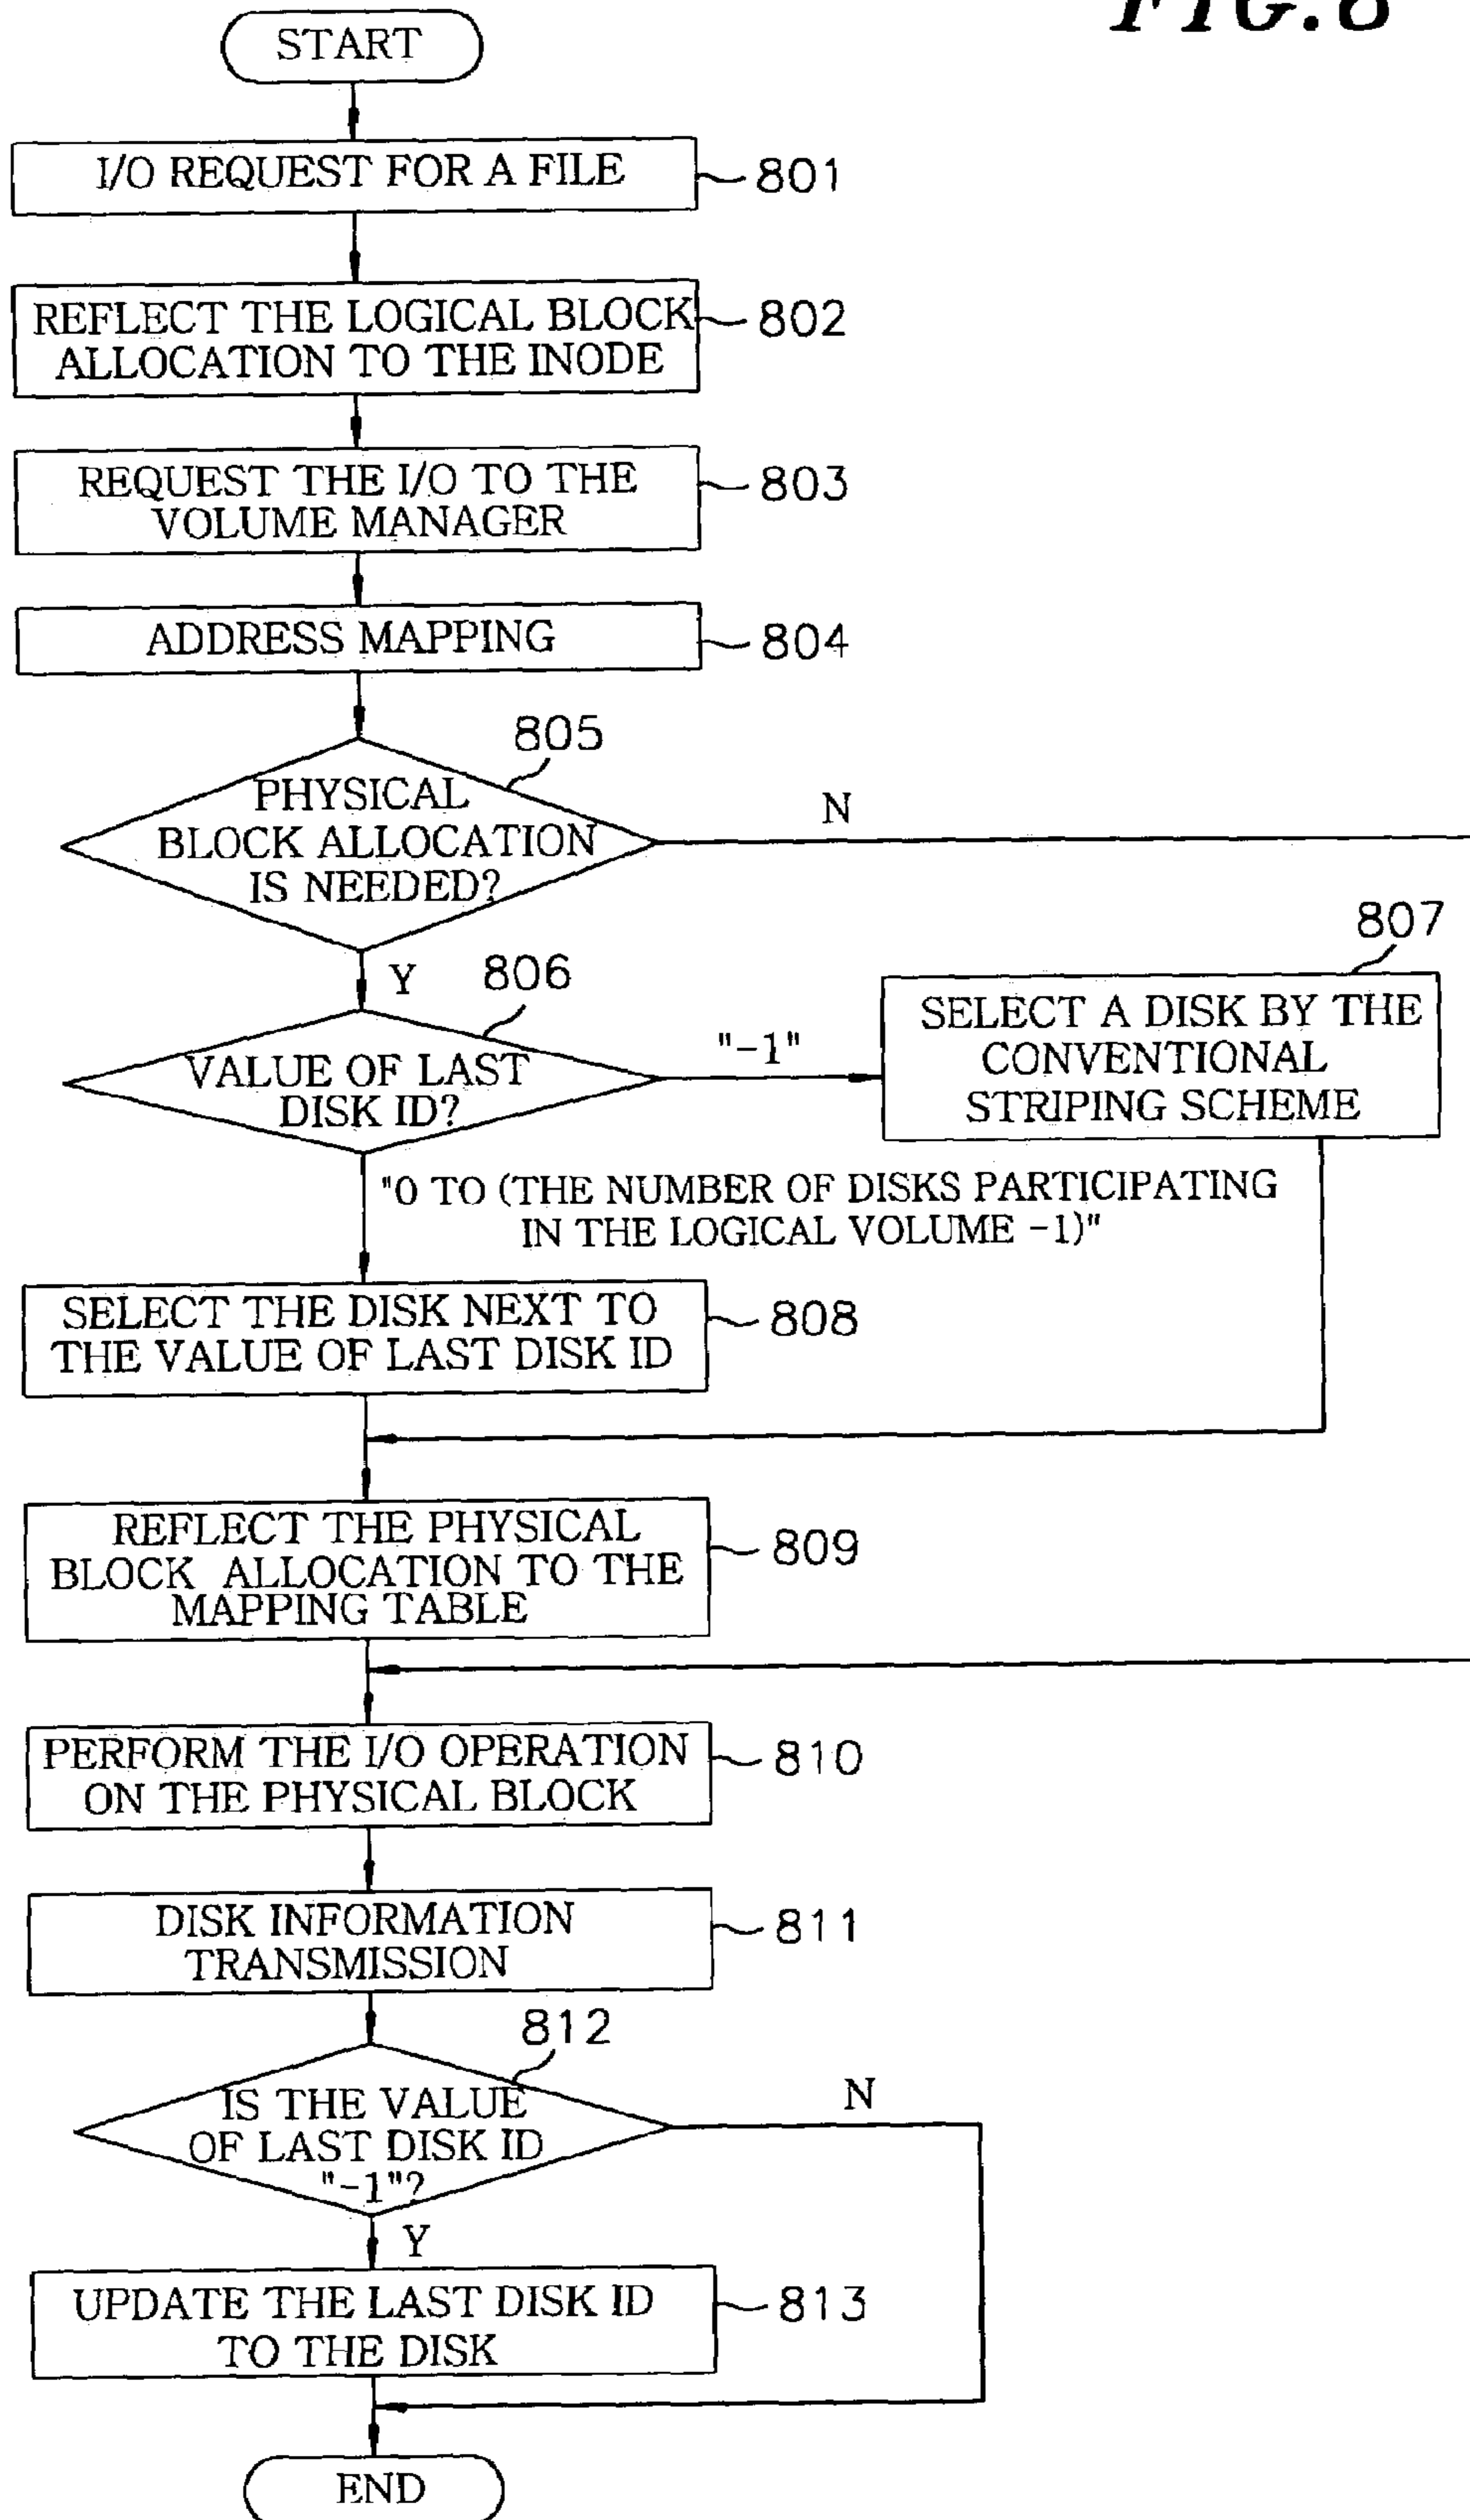 FIG.8
START
I/O REQUEST FOR A FILE
801
REFLECT THE LOGICAL BLOCK
ALLOCATION TO THE INODE
802
REQUEST THE I/O TO THE
VOLUME MANAGER
803
ADDRESS MAPPING
804
805
PHYSICAL
BLOCK ALLOCATION
IS NEEDED?
N
Y
806
VALUE OF LAST
DISK ID?
"-1"
807
SELECT A DISK BY THE
CONVENTIONAL
STRIPING SCHEME
"0 TO (THE NUMBER OF DISKS PARTICIPATING
IN THE LOGICAL VOLUME -1)"
SELECT THE DISK NEXT TO
THE VALUE OF LAST DISK ID
808
REFLECT THE PHYSICAL
BLOCK ALLOCATION TO THE
MAPPING TABLE
809
PERFORM THE I/O OPERATION
ON THE PHYSICAL BLOCK
810
DISK INFORMATION
TRANSMISSION
811
812
IS THE VALUE
OF LAST DISK ID
"-1"?
N
Y
UPDATE THE LAST DISK ID
TO THE DISK
813
END